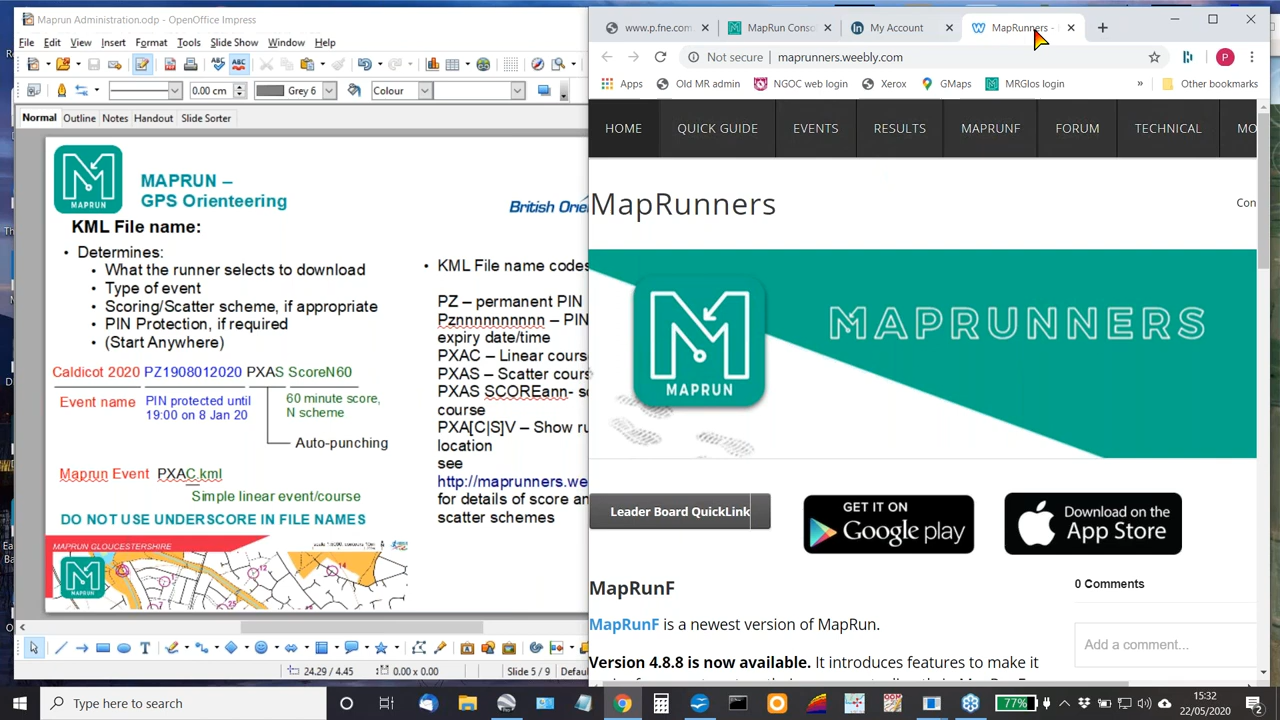 Maprun Administration.odp - OpenOffice Impress
File Edit View Insert Format Tools Slide Show Window Help
0.00 cm Grey 6 Colour
Normal Outline Notes Handout Slide Sorter
MAPRUN
MAPRUN –
GPS Orienteering
British Orie
KML File name:
• Determines:
• What the runner selects to download
• Type of event
• Scoring/Scatter scheme, if appropriate
• PIN Protection, if required
• (Start Anywhere)
Caldicot 2020 PZ1908012020 PXAS ScoreN60
Event name
PIN protected until
19:00 on 8 Jan 20
60 minute score,
N scheme
Auto-punching
Maprun Event PXAC.kml
Simple linear event/course
DO NOT USE UNDERSCORE IN FILE NAMES
MAPRUN GLOUCESTERSHIRE
• KML File name codes
PZ – permanent PIN
Pznnnnnnnnnn – PIN
expiry date/time
PXAC – Linear cours
PXAS – Scatter cours
PXAS SCOREann- s
course
PXA[C|S]V – Show ru
location
see
http://maprunners.we
for details of score an
scatter schemes
24.29 / 4.45 0.00 x 0.00 Slide 5 / 9 Defau
www.p.fne.com MapRun Conso My Account MapRunners -
Not secure maprunners.weebly.com
P
Apps Old MR admin NGOC web login Xerox GMaps MRGlos login » Other bookmarks
HOME QUICK GUIDE EVENTS RESULTS MAPRUNF FORUM TECHNICAL MO
MapRunners
Con
MAPRUN
MAPRUNNERS
Leader Board QuickLink
GET IT ON
Google play
Download on the
App Store
0 Comments
MapRunF
MapRunF is a newest version of MapRun.
Add a comment...
Version 4.8.8 is now available. It introduces features to make it
Type here to search
77%
15:32
22/05/2020
2